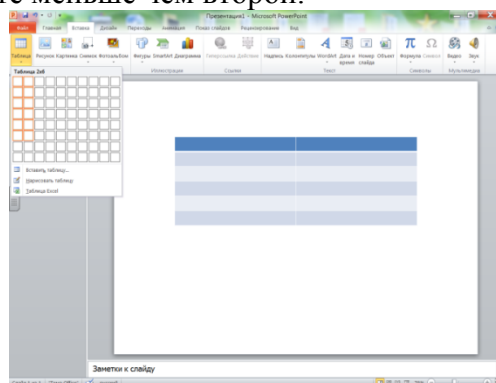 те меньше чем второй.
Презентация1 - Microsoft PowerPoint
Файл Главная Вставка Дизайн Переходы Анимация Показ слайдов Рецензирование Вид
Таблица Рисунок Картинка Снимок Фотоальбом Фигуры SmartArt Диаграмма Гиперссылка Действие Надпись Колонтитулы WordArt Дата и время Номер слайда Объект Формула Символ Видео Звук
Иллюстрации Ссылки Текст Символы Мультимедиа
Таблица 2x6
Вставить таблицу...
Нарисовать таблицу
Таблица Excel
Заметки к слайду